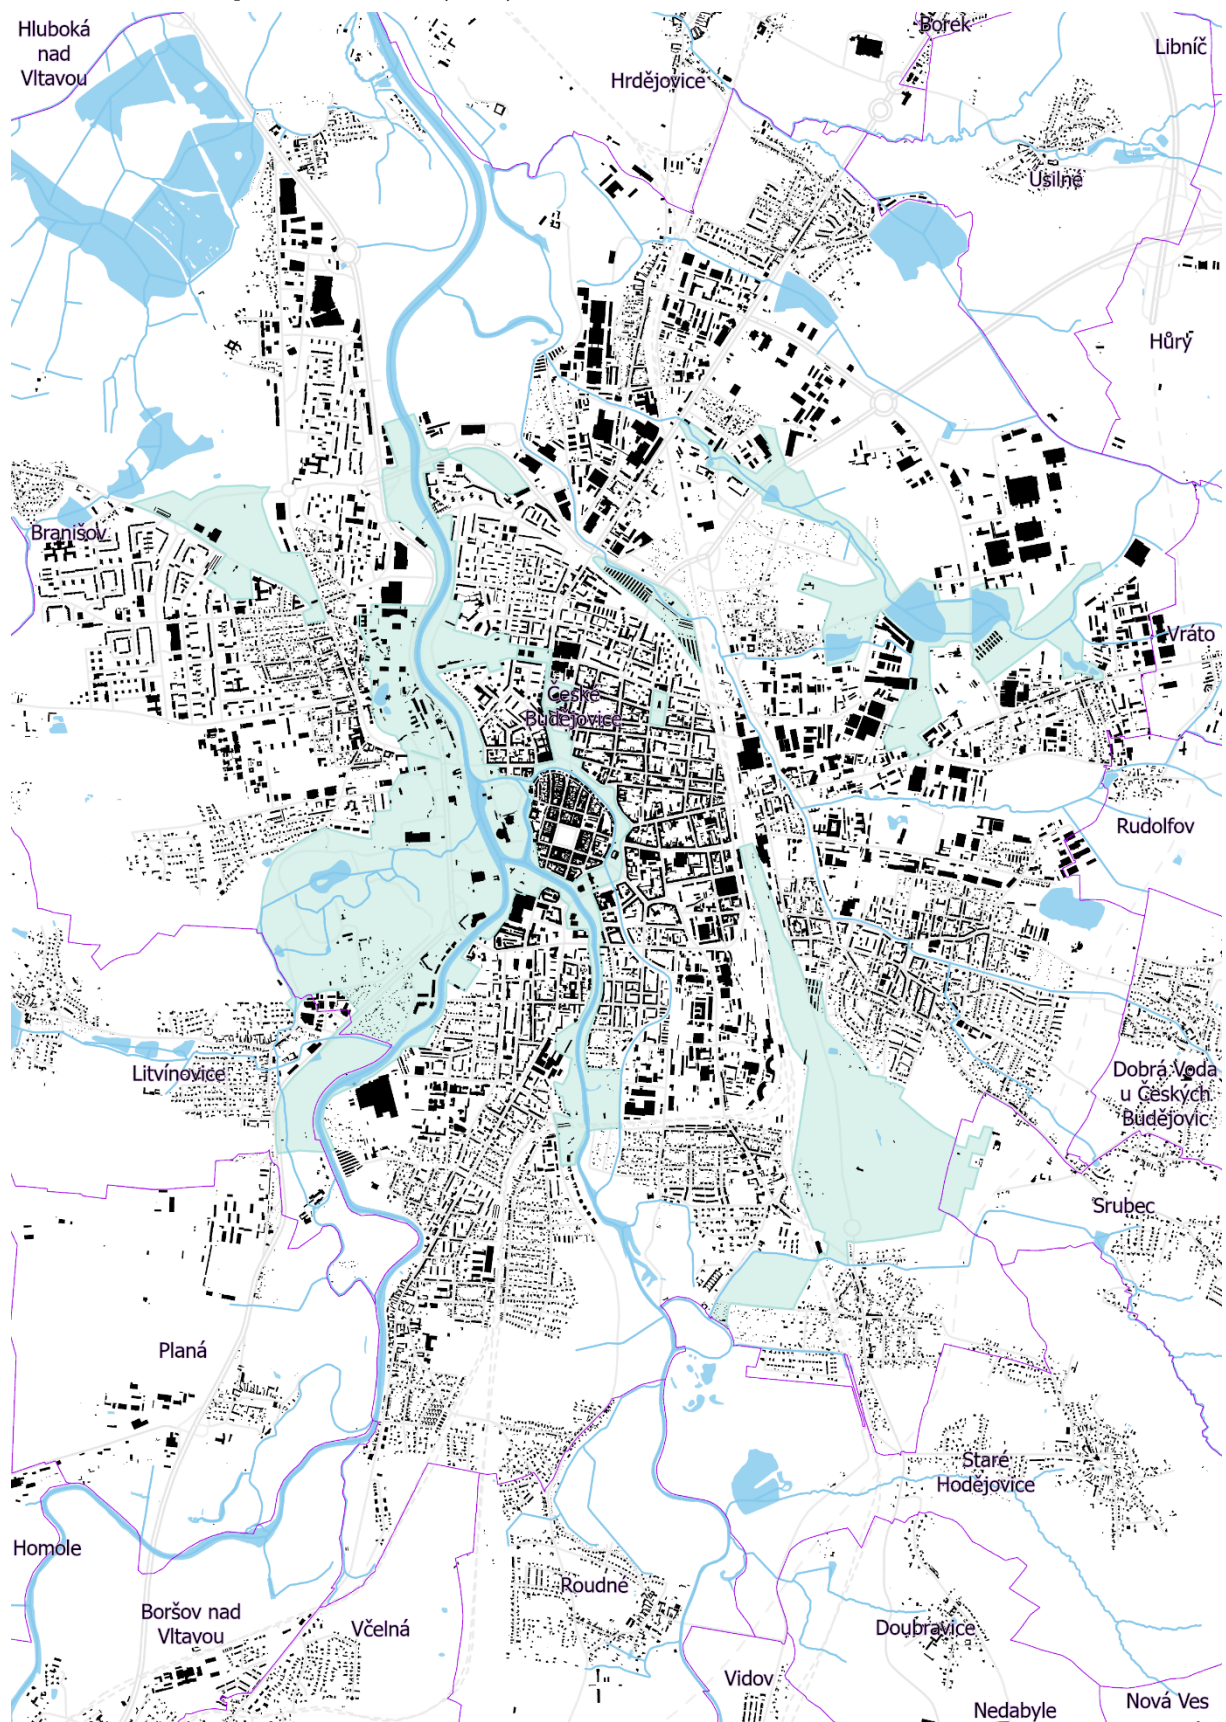 Hluboká
nad
Vltavou
Borek
Libníč
Hrdějovice
Úsilné
Hůry
Branišov
Vráto
České
Budějovice
Rudolfov
Litvínovice
Dobrá Voda
u Českých
Budějovic
Srubec
Planá
Staré
Hodějovice
Homole
Roudné
Boršov nad
Vltavou
Včelná
Doubravice
Vidov
Nedabyle
Nová Ves